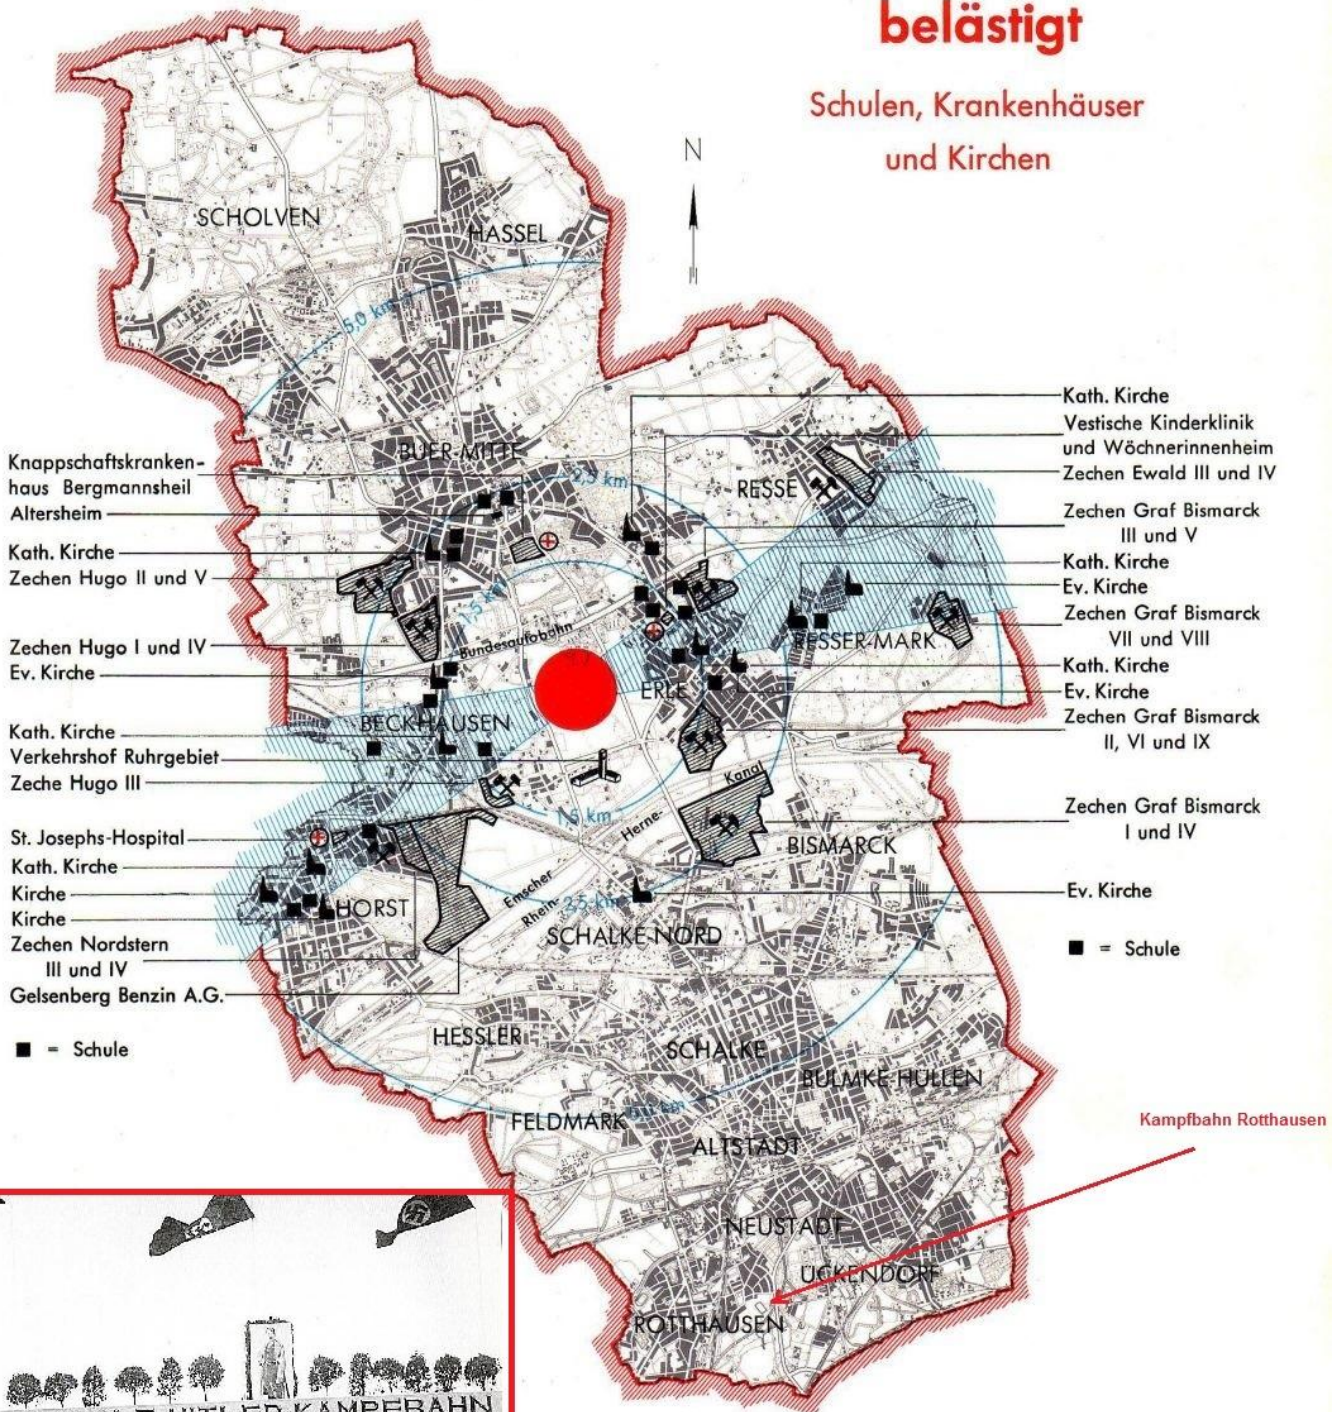 belästigt
Schulen, Krankenhäuser
und Kirchen
N
SCHOLVEN
HASSEL
5,0 km
BUER-MITTE
2,5 km
RESSE
Knappschaftskranken-
haus Bergmannsheil
Altersheim
Kath. Kirche
Zechen Hugo II und V
Zechen Hugo I und IV
Ev. Kirche
Kath. Kirche
Verkehrshof Ruhrgebiet
Zeche Hugo III
St. Josephs-Hospital
Kath. Kirche
Kirche
Kirche
Zechen Nordstern
III und IV
Gelsenberg Benzin A.G.
■ = Schule
Kath. Kirche
Vestische Kinderklinik
und Wöchnerinnenheim
Zechen Ewald III und IV
Zechen Graf Bismarck
III und V
Kath. Kirche
Ev. Kirche
Zechen Graf Bismarck
VII und VIII
Kath. Kirche
Ev. Kirche
Zechen Graf Bismarck
II, VI und IX
Zechen Graf Bismarck
I und IV
Ev. Kirche
■ = Schule
1,5 km
Bundesautobahn
RESSER-MARK
ERLE
BECKHAUSEN
Kanal
1,5 km
Herne-
BISMARCK
Emscher
Rhein-
2,5 km
HORST
SCHALKE-NORD
HESSLER
SCHALKE
BULMKE-HÜLLEN
5,0 km
FELDMARK
ALTSTADT
Kampfbahn Rotthausen
NEUSTADT
ÜCKENDORF
ROTTHAUSEN
HITLER-KAMPFBAHN